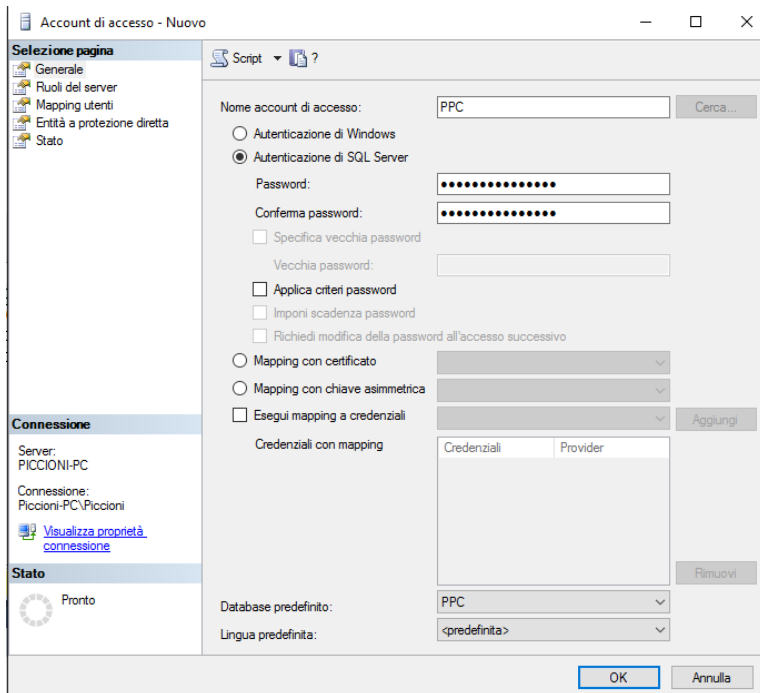 Account di accesso - Nuovo
Selezione pagina
Generale
Ruoli del server
Mapping utenti
Entità a protezione diretta
Stato
Script
?
Nome account di accesso:
PPC
Cerca...
Autenticazione di Windows
Autenticazione di SQL Server
Password:
●●●●●●●●●●●●●●●
Conferma password:
●●●●●●●●●●●●●●●
Specifica vecchia password
Vecchia password:
Applica criteri password
Imponi scadenza password
Richiedi modifica della password all'accesso successivo
Mapping con certificato
Mapping con chiave asimmetrica
Esegui mapping a credenziali
Aggiungi
Credenziali con mapping
Credenziali Provider
Rimuovi
Database predefinito:
PPC
Lingua predefinita:
<predefinita>
Connessione
Server:
PICCIONI-PC
Connessione:
Piccioni-PC\Piccioni
Visualizza proprietà
connessione
Stato
Pronto
OK
Annulla